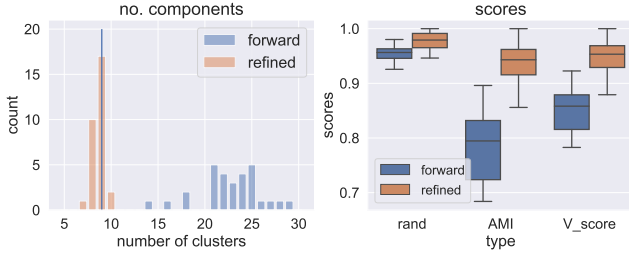 no. components
20
15
10
5
0
count
forward
refined
5
10
15
20
25
30
number of clusters
scores
1.0
0.9
0.8
0.7
scores
forward
refined
rand
AMI
V_score
type